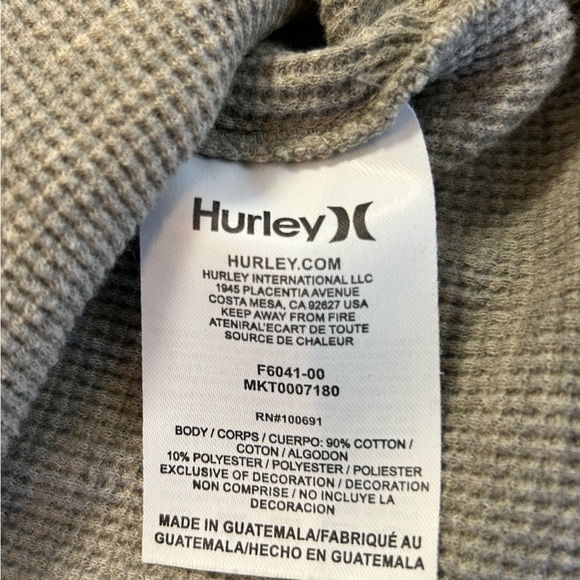 Hurley
HURLEY.COM
HURLEY INTERNATIONAL LLC
1945 PLACENTIA AVENUE
COSTA MESA, CA 92627 USA
KEEP AWAY FROM FIRE
ATENIRAL'ECART DE TOUTE
SOURCE DE CHALEUR
F6041-00
MKT0007180
RN#100691
BODY / CORPS / CUERPO: 90% COTTON /
COTON / ALGODON
10% POLYESTER / POLYESTER / POLIESTER
EXCLUSIVE OF DECORATION / DECORATION
NON COMPRISE / NO INCLUYE LA
DECORACION
MADE IN GUATEMALA/FABRIQUÉ AU
GUATEMALA/HECHO EN GUATEMALA